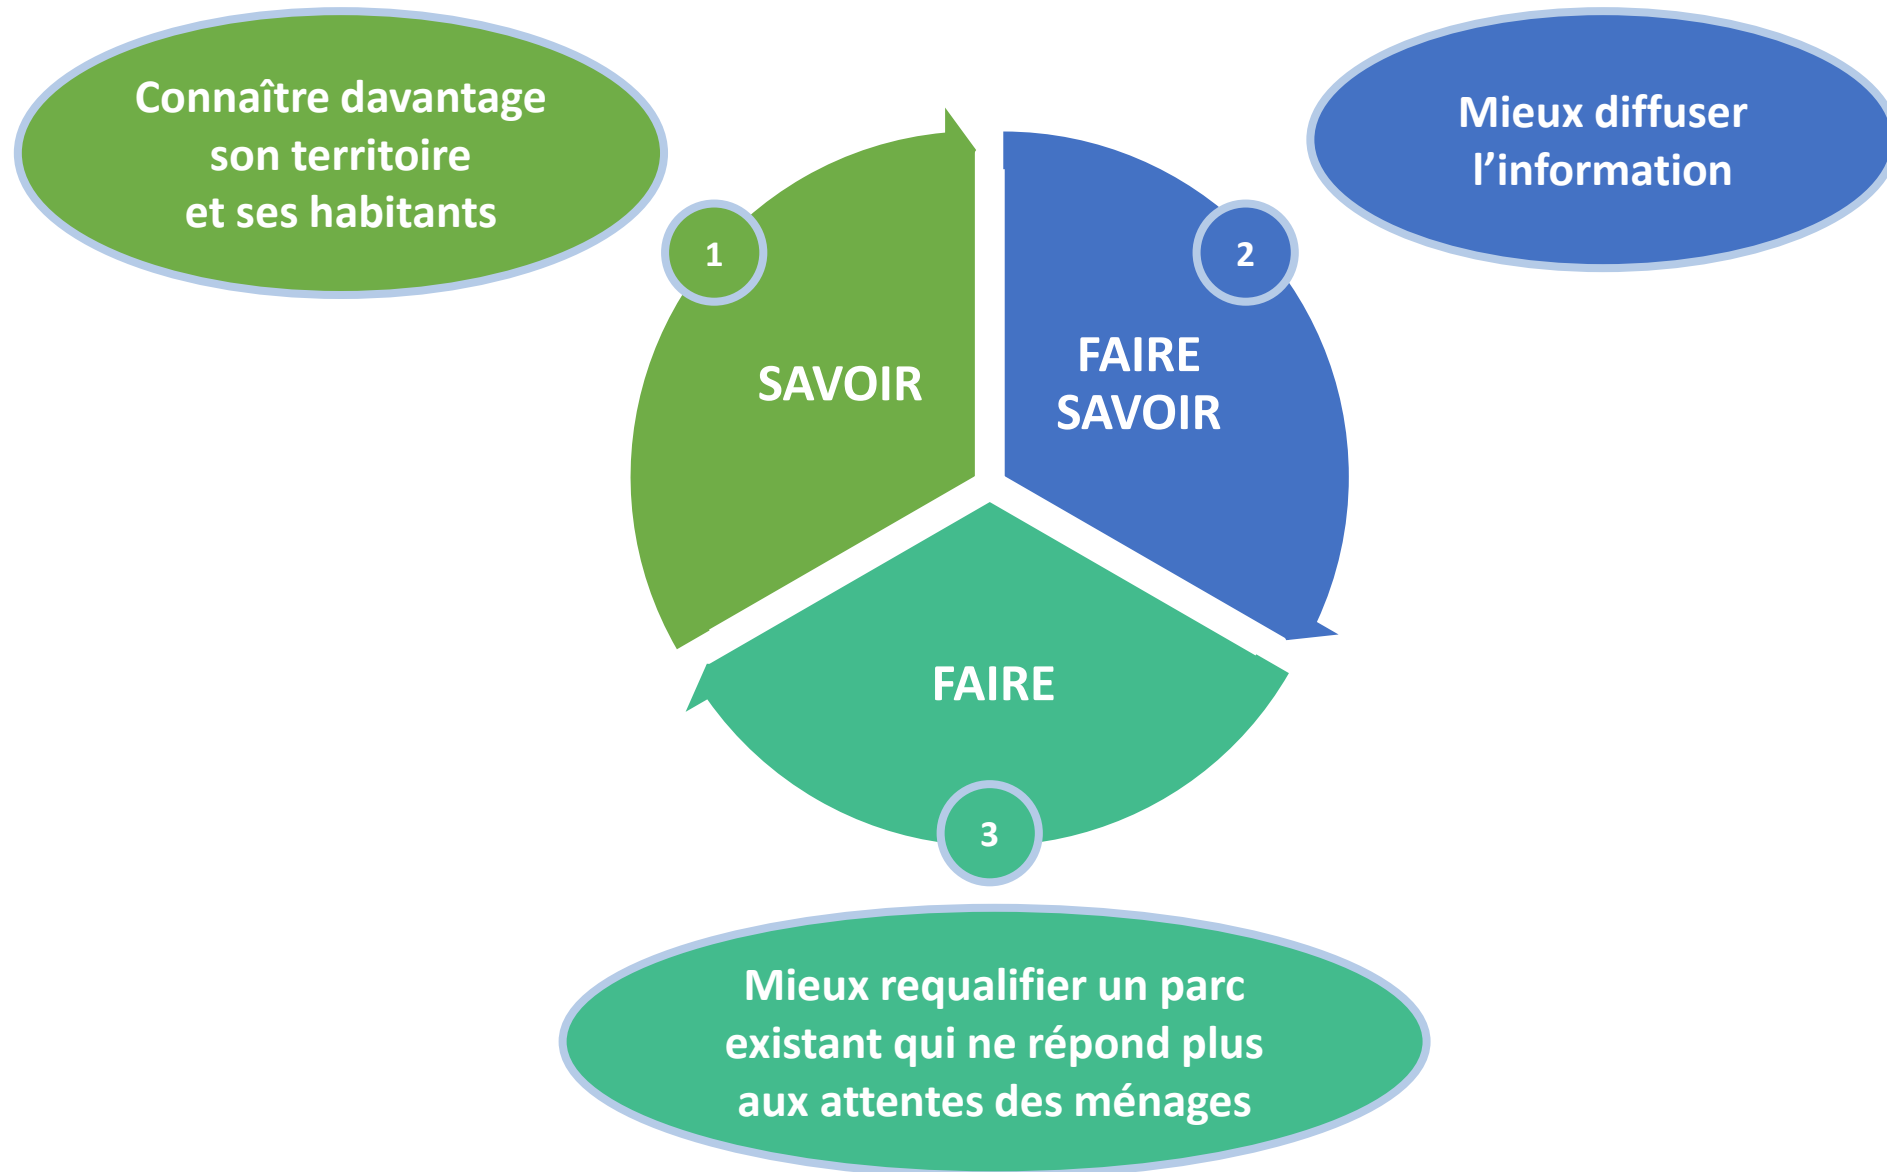 Connaître davantage
son territoire
et ses habitants
1
SAVOIR
Mieux diffuser
l’information
2
FAIRE
SAVOIR
FAIRE
3
Mieux requalifier un parc
existant qui ne répond plus
aux attentes des ménages